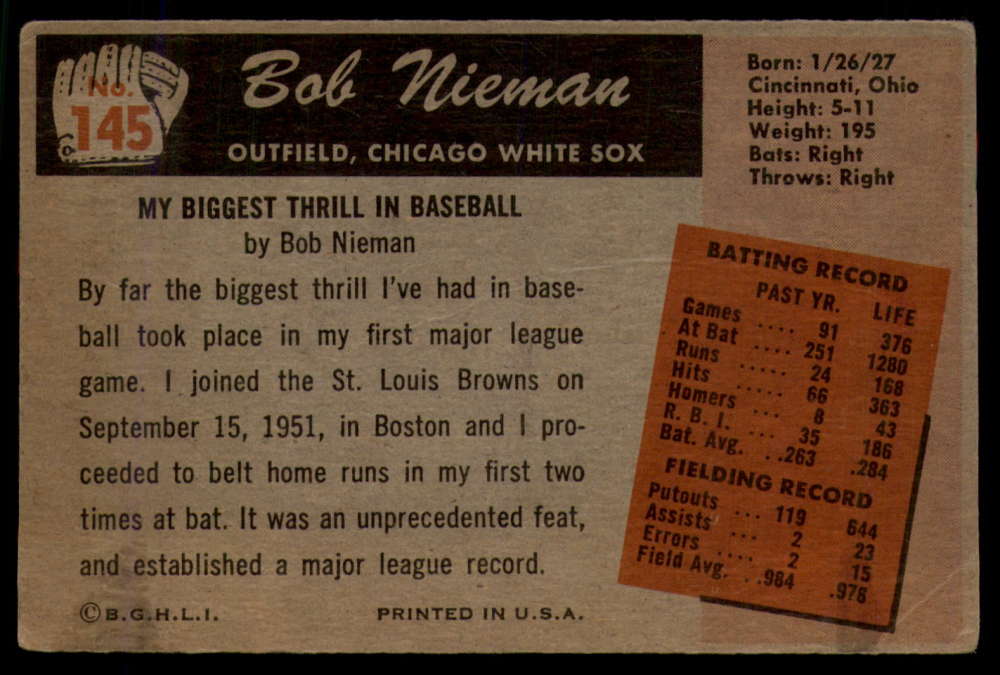 No.
145
Bob Nieman
OUTFIELD, CHICAGO WHITE SOX
Born: 1/26/27
Cincinnati, Ohio
Height: 5-11
Weight: 195
Bats: Right
Throws: Right
MY BIGGEST THRILL IN BASEBALL
by Bob Nieman
By far the biggest thrill I've had in base-
ball took place in my first major league
game. I joined the St. Louis Browns on
September 15, 1951, in Boston and I pro-
ceeded to belt home runs in my first two
times at bat. It was an unprecedented feat,
and established a major league record.
BATTING RECORD
PAST YR. LIFE
Games .... 91 376
At Bat .... 251 1280
Runs ..... 24 168
Hits ..... 66 363
Homers ... 8 43
R. B. I. ... 35 186
Bat. Avg. ..263 .284
FIELDING RECORD
Putouts ... 119 644
Assists ... 2 23
Errors .... 2 15
Field Avg. . .984 .978
©B.G.H.L.I. PRINTED IN U.S.A.